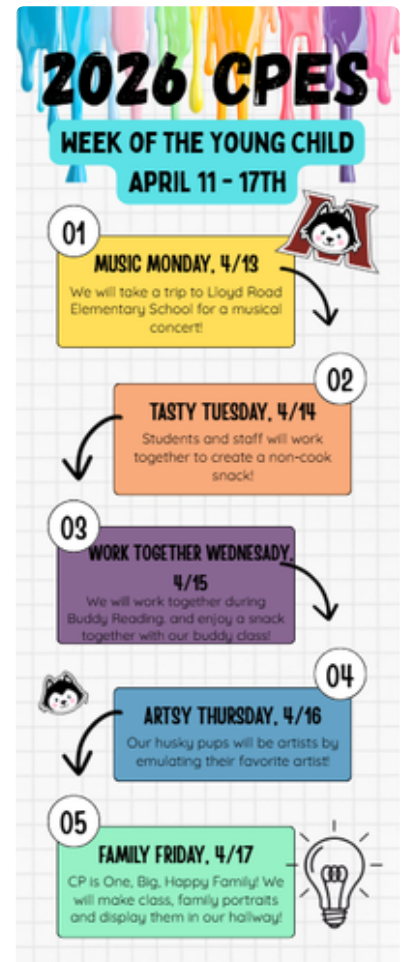 2026 CPES
WEEK OF THE YOUNG CHILD
APRIL 11 - 17TH
M
01
MUSIC MONDAY, 4/13
We will take a trip to Lloyd Road
Elementary School for a musical
concert!
02
TASTY TUESDAY, 4/14
Students and staff will work
together to create a non-cook
snack!
03
WORK TOGETHER WEDNESADY,
4/15
We will work together during
Buddy Reading. and enjoy a snack
together with our buddy class!
04
ARTSY THURSDAY, 4/16
Our husky pups will be artists by
emulating their favorite artist!
05
FAMILY FRIDAY, 4/17
CP is One, Big, Happy Family! We
will make class, family portraits
and display them in our hallway!